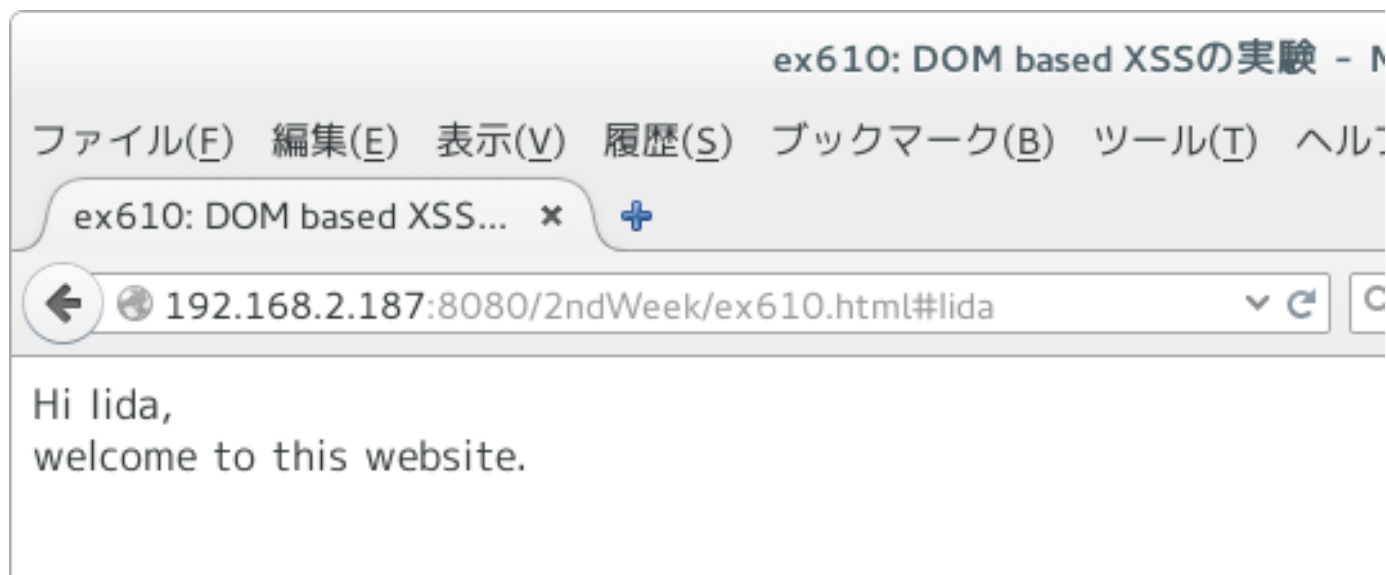 ex610: DOM based XSSの実験 - M
ファイル(F) 編集(E) 表示(V) 履歴(S) ブックマーク(B) ツール(T) ヘルプ
ex610: DOM based XSS...
192.168.2.187:8080/2ndWeek/ex610.html#Iida
Hi Iida,
welcome to this website.